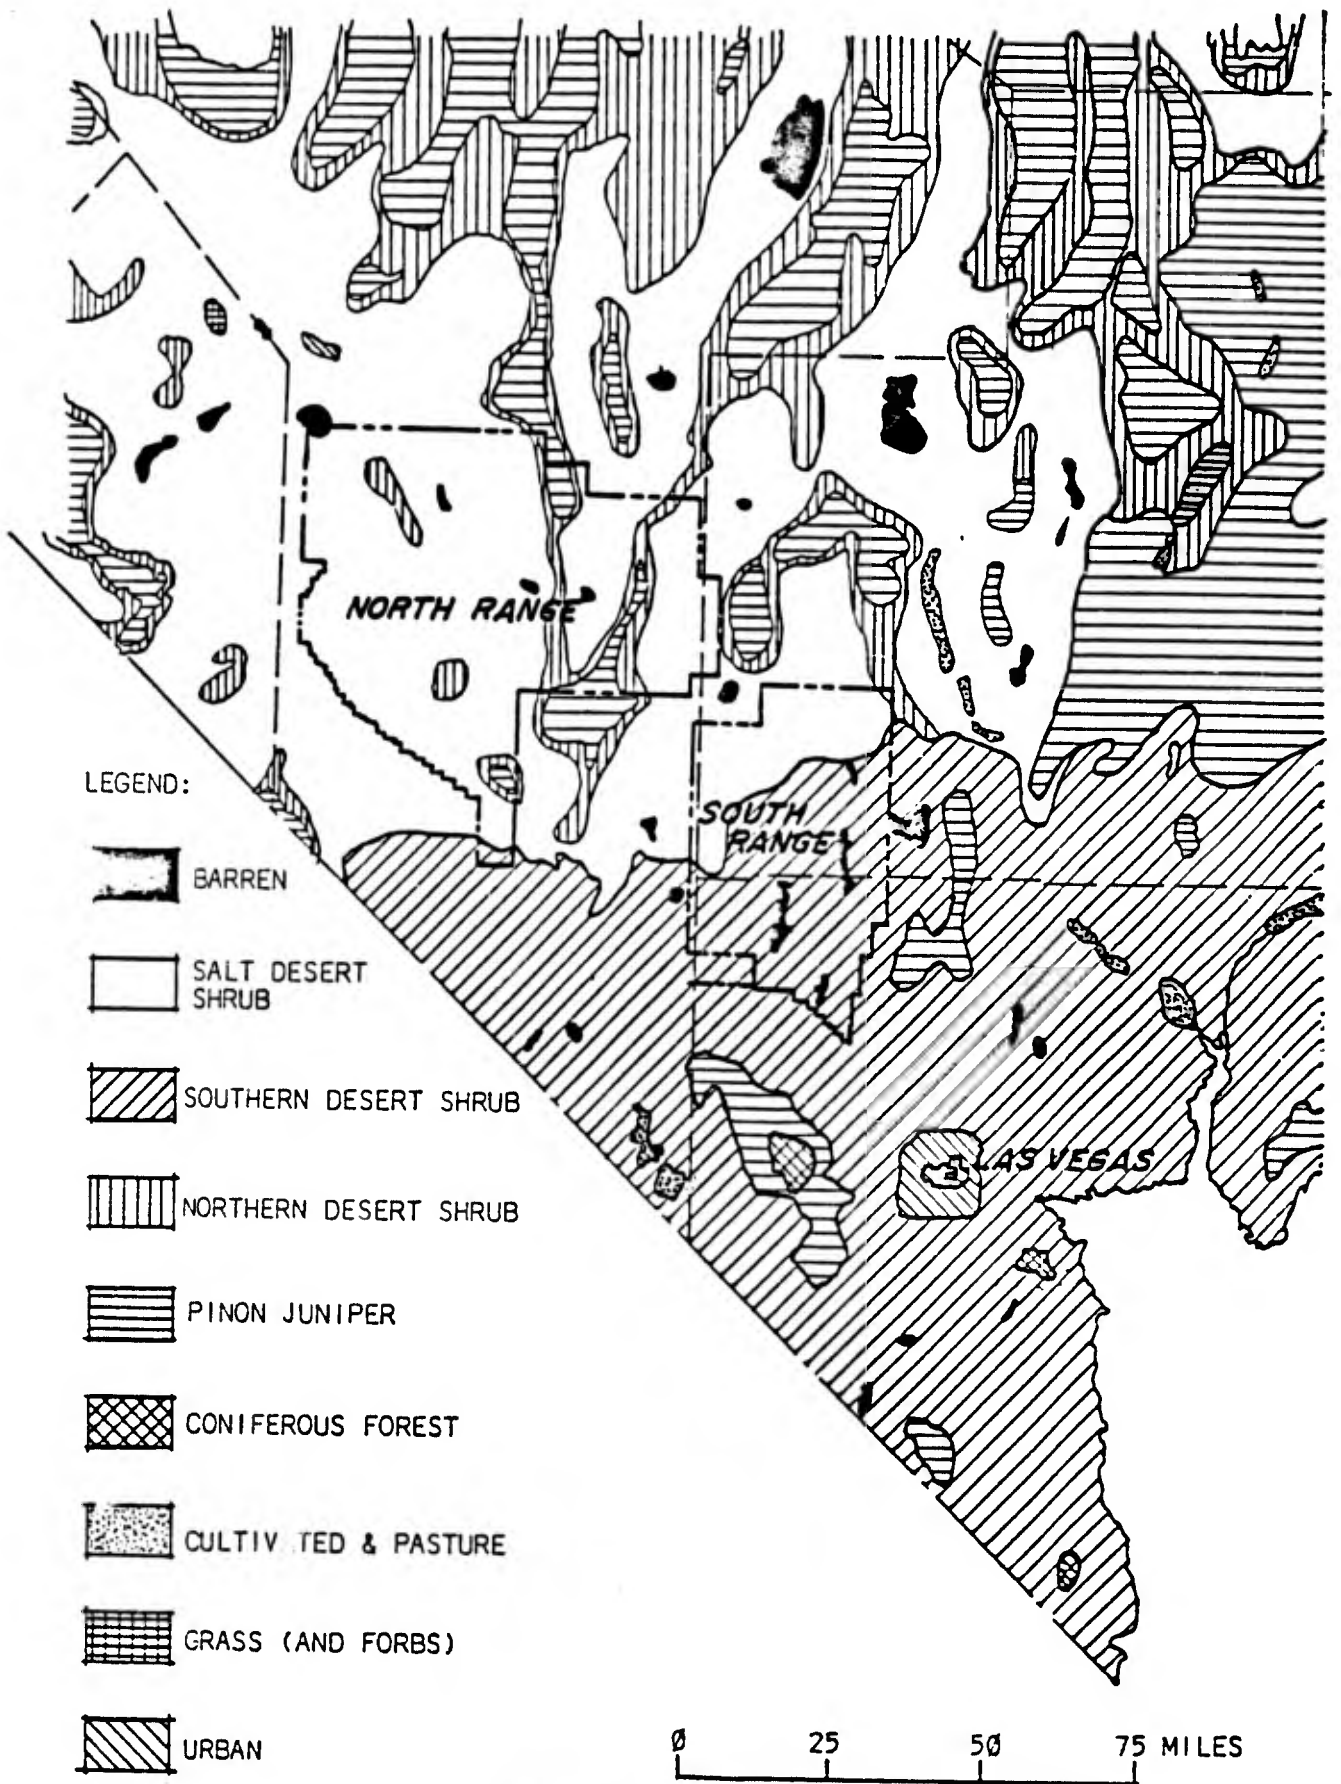 NORTH RANGE
SOUTH
RANGE
LAS VEGAS
LEGEND:
BARREN
SALT DESERT
SHRUB
SOUTHERN DESERT SHRUB
NORTHERN DESERT SHRUB
PINON JUNIPER
CONIFEROUS FOREST
CULTIV TED & PASTURE
GRASS (AND FORBS)
URBAN
0 25 50 75 MILES